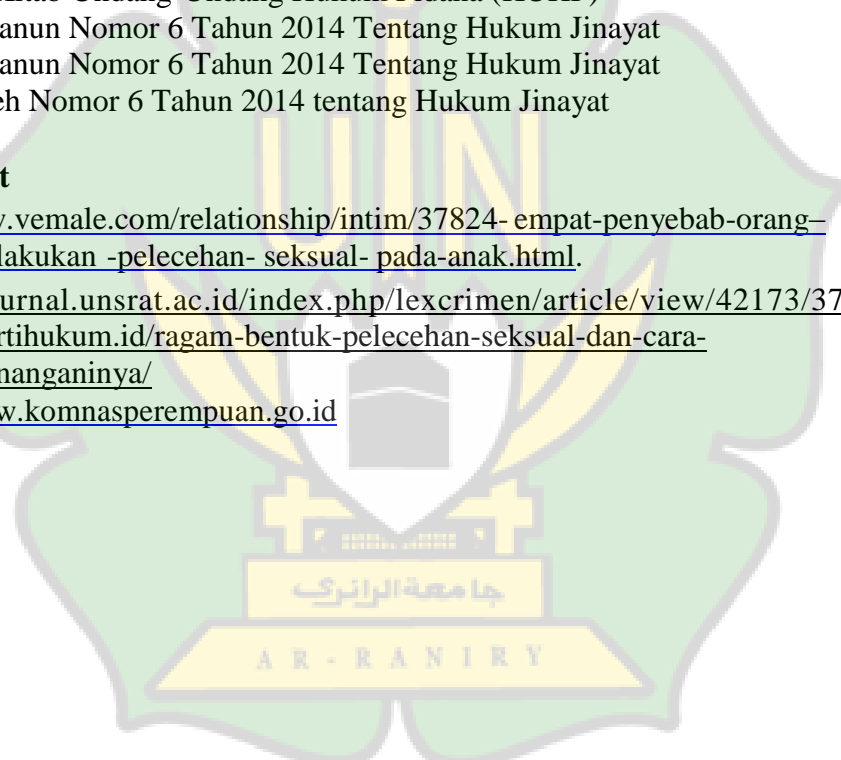 Kitab Undang-Undang Hukum Pidana (KUHP)
anun Nomor 6 Tahun 2014 Tentang Hukum Jinayat
anun Nomor 6 Tahun 2014 Tentang Hukum Jinayat
eh Nomor 6 Tahun 2014 tentang Hukum Jinayat
t
w.vemale.com/relationship/intim/37824- empat-penyebab-orang–
lakukan -pelecehan- seksual- pada-anak.html.
urnal.unsrat.ac.id/index.php/lexcrimen/article/view/42173/37
rtihukum.id/ragam-bentuk-pelecehan-seksual-dan-cara-
nanganinya/
w.komnasperempuan.go.id
UIN
جامعة الرانري
AR-RANIRY